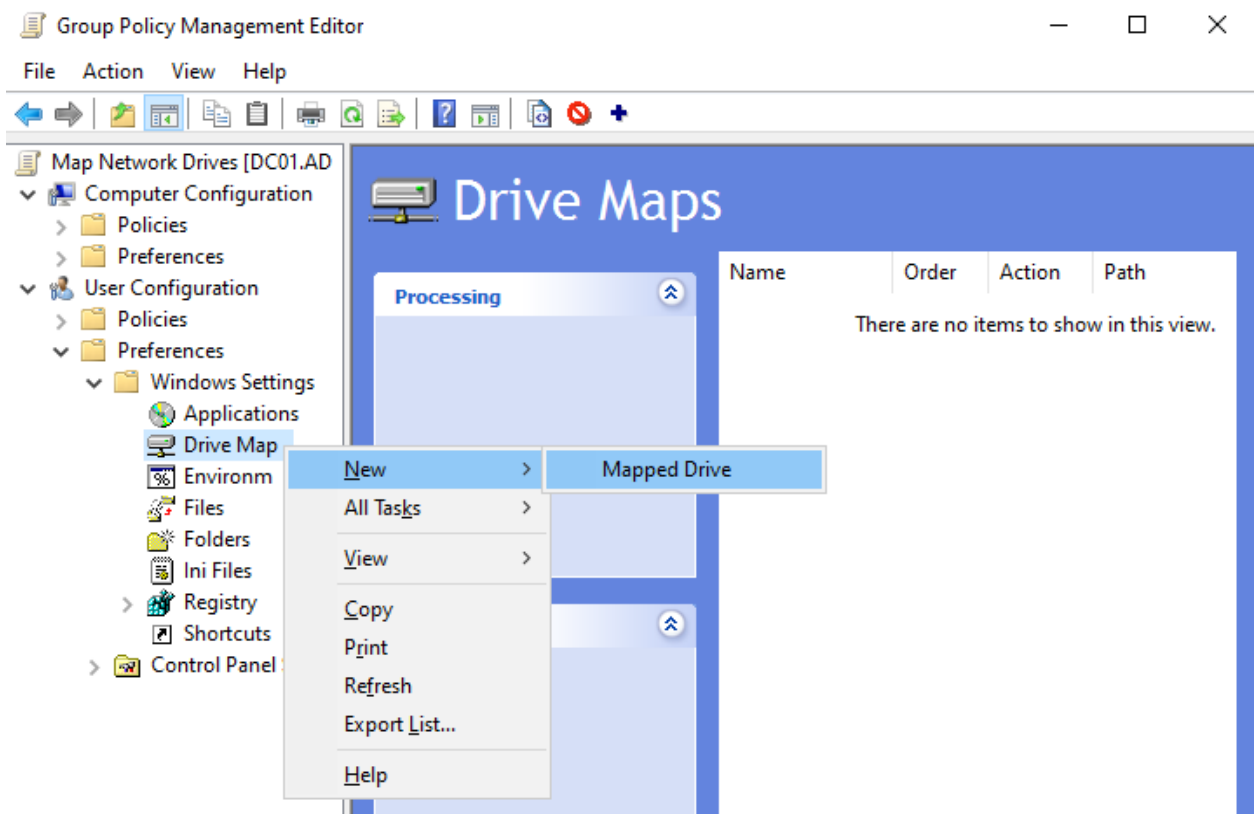 Group Policy Management Editor
File Action View Help
Map Network Drives [DC01.AD
Computer Configuration
Policies
Preferences
User Configuration
Policies
Preferences
Windows Settings
Applications
Drive Map
Environm
Files
Folders
Ini Files
Registry
Shortcuts
Control Panel
New
Mapped Drive
All Tasks
View
Copy
Print
Refresh
Export List...
Help
Drive Maps
Processing
Name Order Action Path
There are no items to show in this view.